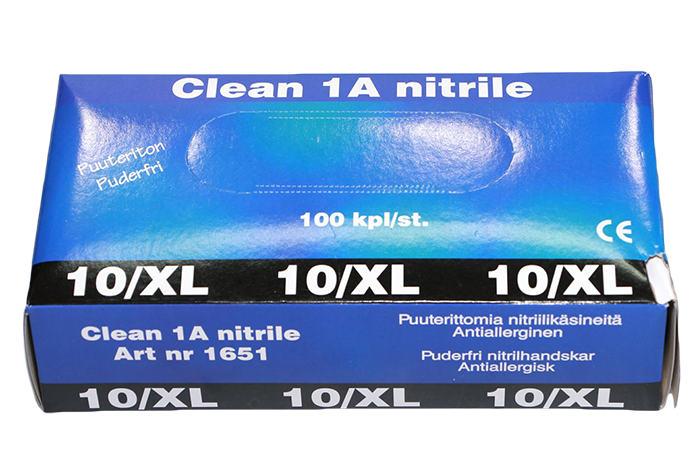 Clean 1A nitrile
Puuteriton
Puderfri
100 kpl/st.
CE
10/XL 10/XL 10/XL
Clean 1A nitrile
Art nr 1651
Puuterittomia nitriilikäsineitä
Antiallerginen
Puderfri nitrilhandskar
Antiallergisk
10/XL 10/XL 10/XL